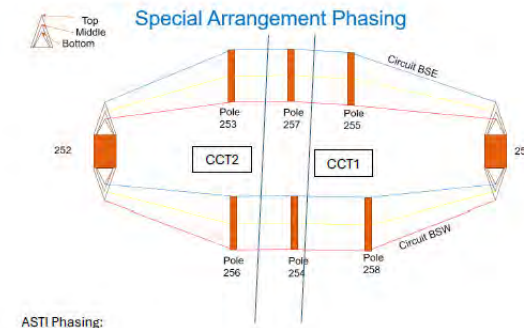 Special Arrangement Phasing
Top
Middle
Bottom
Circuit BSE
Pole
253
Pole
257
Pole
255
252
CCT2
CCT1
Circuit BSW
Pole
256
Pole
254
Pole
258
ASTI Phasing: